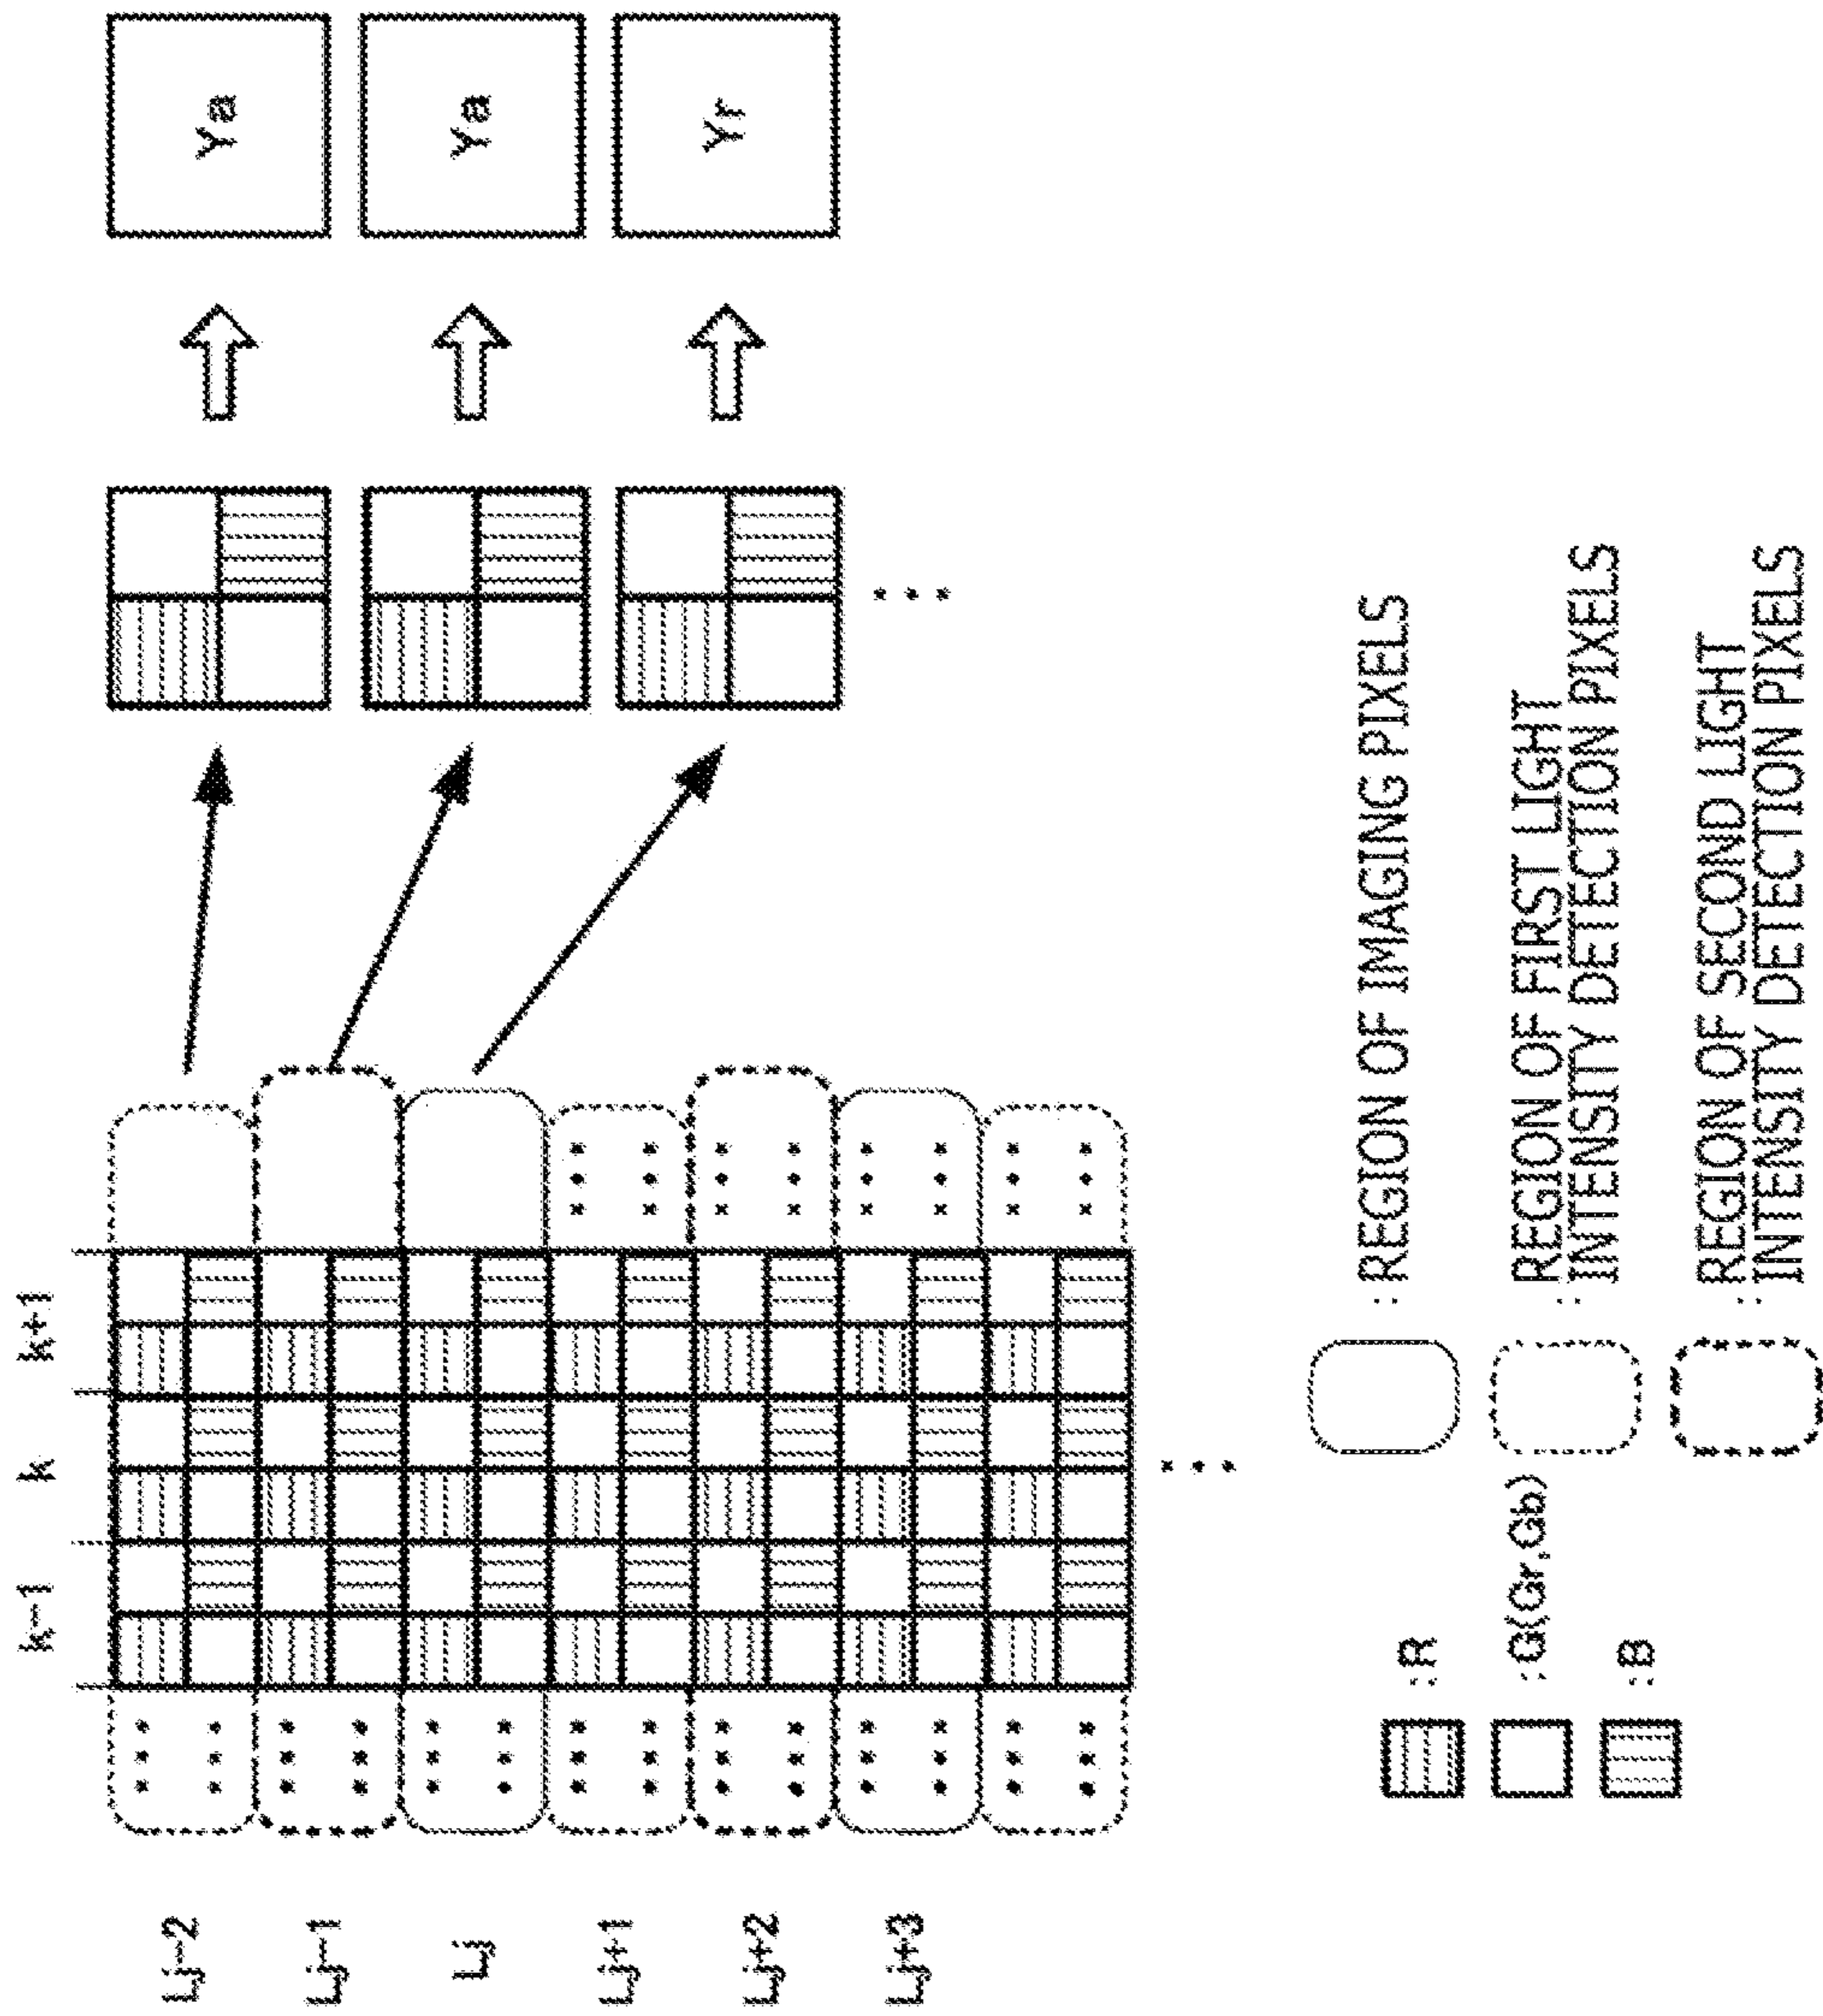 k-1
k
k+1
Lj-2
Lj-1
Lj
Lj+1
Lj+2
Lj+3
Ya
Ya
Yr
:R
:G(Gr,Gb)
:B
:REGION OF IMAGING PIXELS
:REGION OF FIRST LIGHT
INTENSITY DETECTION PIXELS
:REGION OF SECOND LIGHT
INTENSITY DETECTION PIXELS